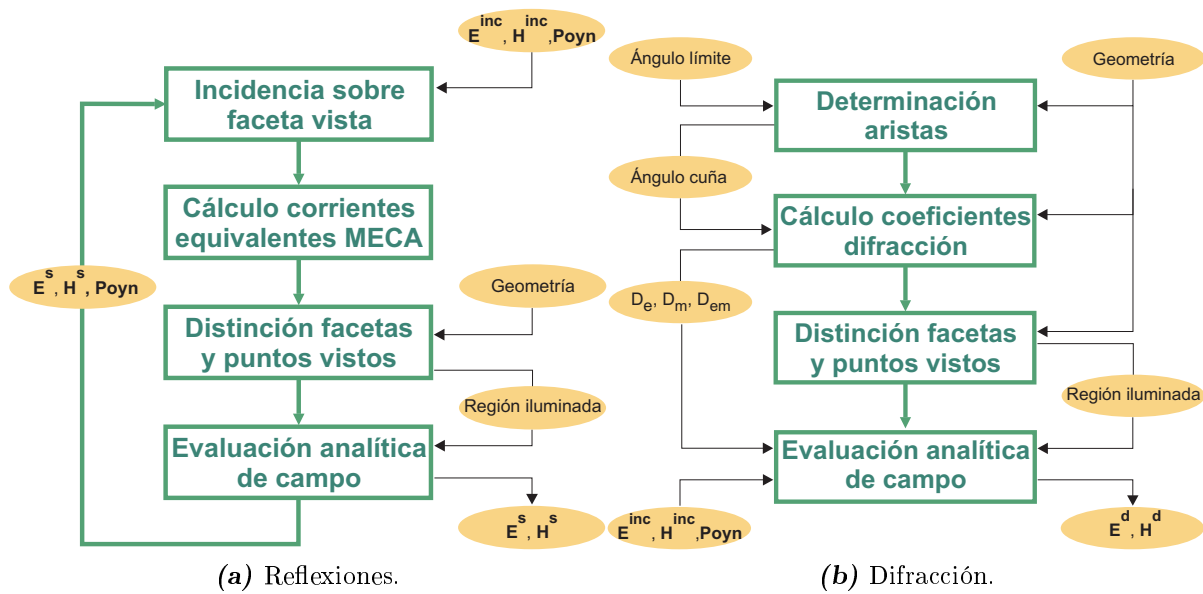 E^inc, H^inc, Poyn
Incidencia sobre
faceta vista
Cálculo corrientes
equivalentes MECA
E^s, H^s, Poyn
Geometría
Distinción facetas
y puntos vistos
Región iluminada
Evaluación analítica
de campo
E^s, H^s
(a) Reflexiones.
Ángulo límite
Geometría
Determinación
aristas
Ángulo cuña
Cálculo coeficientes
difracción
D_e, D_m, D_em
Distinción facetas
y puntos vistos
Región iluminada
Evaluación analítica
de campo
E^inc, H^inc, Poyn
E^d, H^d
(b) Difracción.